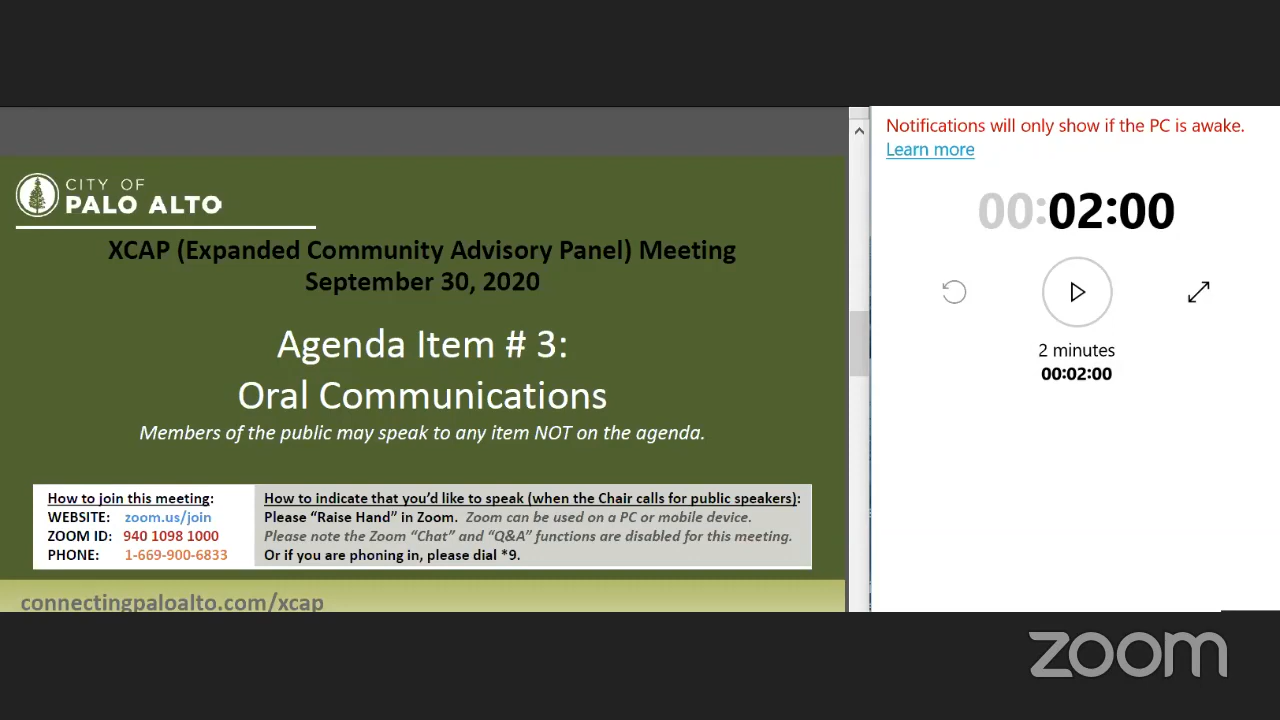 CITY OF
PALO ALTO
XCAP (Expanded Community Advisory Panel) Meeting
September 30, 2020
Agenda Item # 3:
Oral Communications
Members of the public may speak to any item NOT on the agenda.
How to join this meeting:
WEBSITE: zoom.us/join
ZOOM ID: 940 1098 1000
PHONE: 1-669-900-6833
How to indicate that you'd like to speak (when the Chair calls for public speakers):
Please “Raise Hand” in Zoom. Zoom can be used on a PC or mobile device.
Please note the Zoom “Chat” and “Q&A” functions are disabled for this meeting.
Or if you are phoning in, please dial *9.
connectingpaloalto.com/xcap
Notifications will only show if the PC is awake.
Learn more
00:02:00
2 minutes
00:02:00
zoom